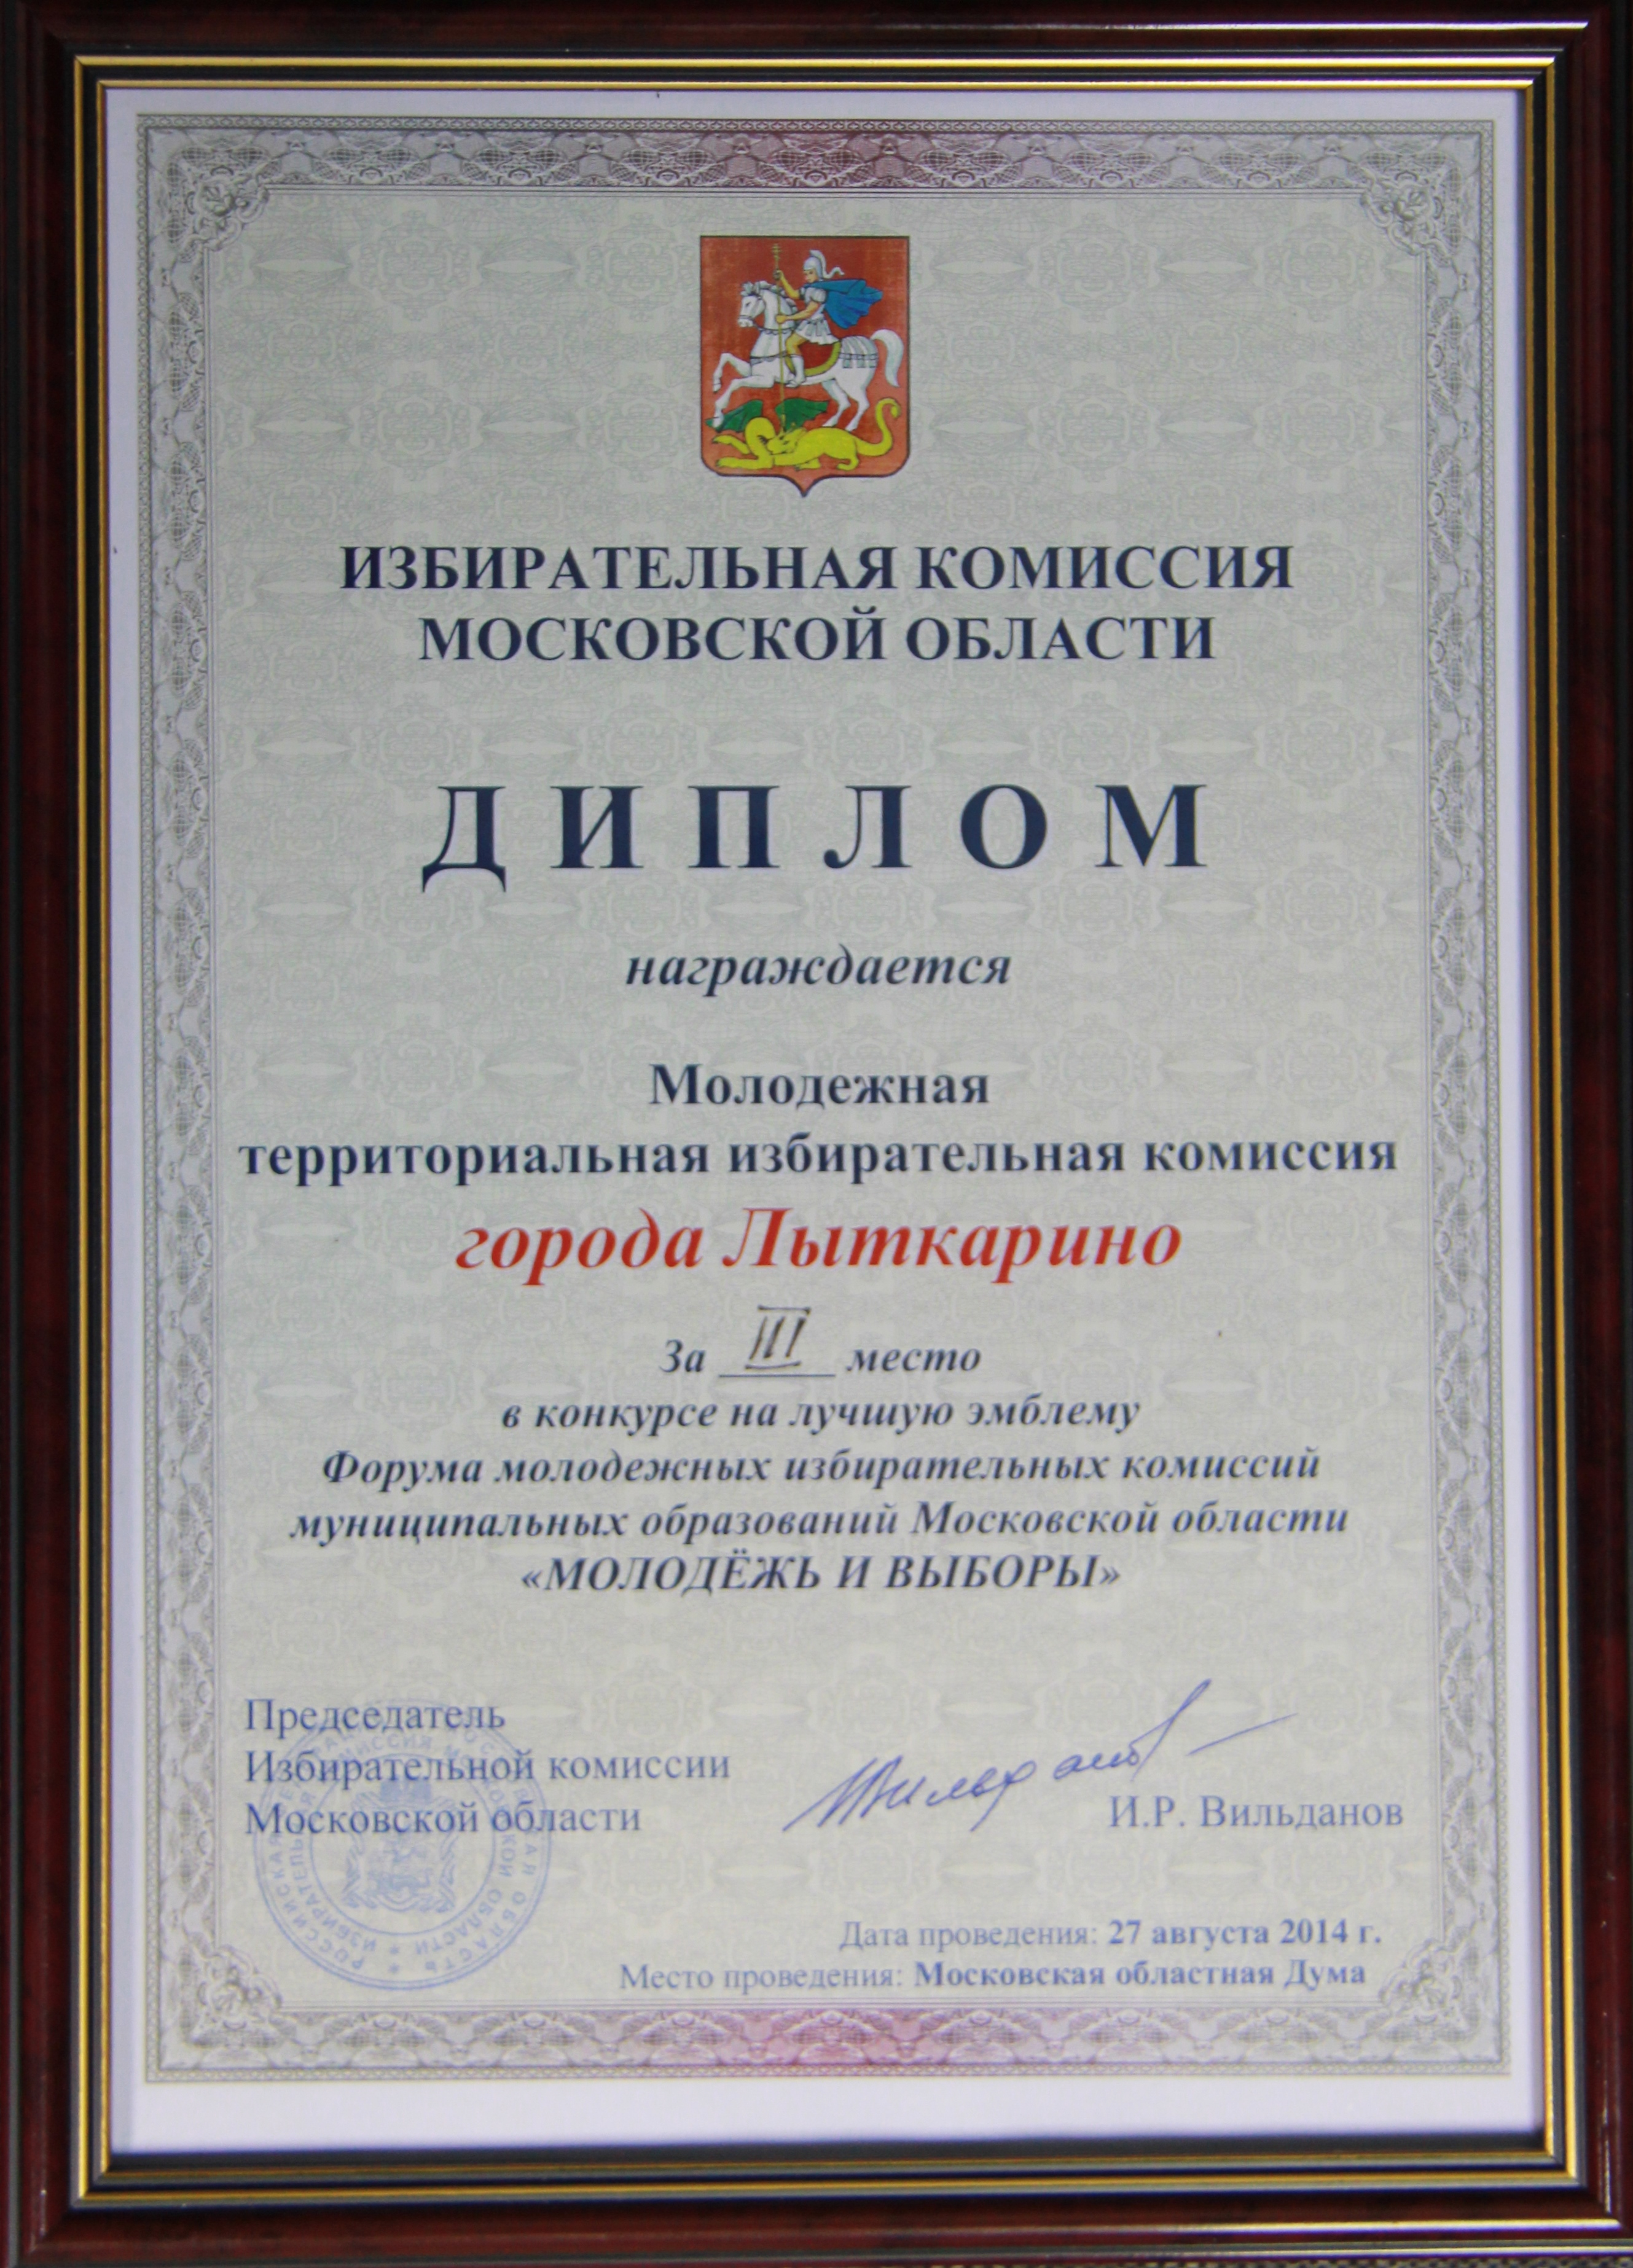 ИЗБИРАТЕЛЬНАЯ КОМИССИЯ
МОСКОВСКОЙ ОБЛАСТИ
ДИПЛОМ
награждается
Молодежная
территориальная избирательная комиссия
города Лыткарино
За III место
в конкурсе на лучшую эмблему
Форума молодежных избирательных комиссий
муниципальных образований Московской области
«МОЛОДЁЖЬ И ВЫБОРЫ»
Председатель
Избирательной комиссии
Московской области
И.Р. Вильданов
Дата проведения: 27 августа 2014 г.
Место проведения: Московская областная Дума